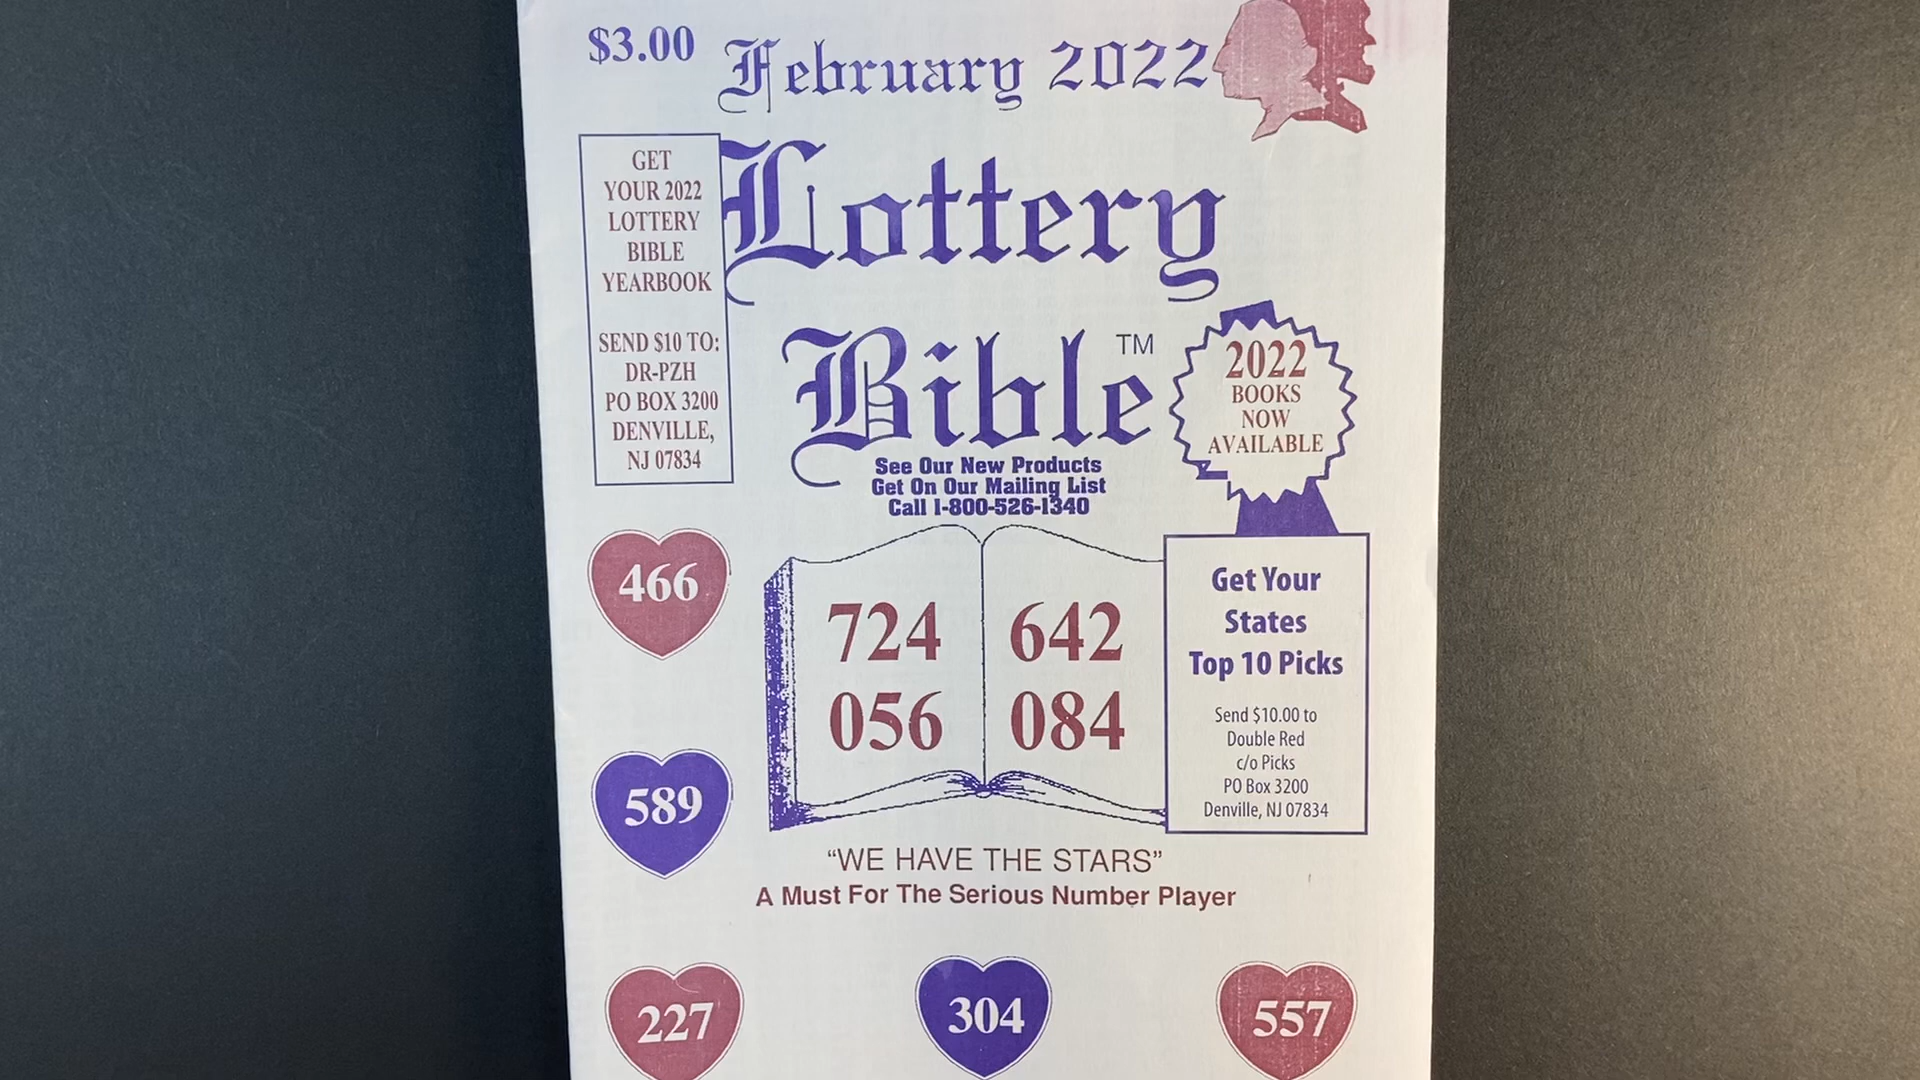 $3.00
February 2022
GET
YOUR 2022
LOTTERY
BIBLE
YEARBOOK
SEND $10 TO:
DR-PZH
PO BOX 3200
DENVILLE,
NJ 07834
Lottery
Bible
TM
2022
BOOKS
NOW
AVAILABLE
See Our New Products
Get On Our Mailing List
Call 1-800-526-1340
466
724
642
056
084
Get Your
States
Top 10 Picks
Send $10.00 to
Double Red
c/o Picks
PO Box 3200
Denville, NJ 07834
589
“WE HAVE THE STARS”
A Must For The Serious Number Player
227
304
557